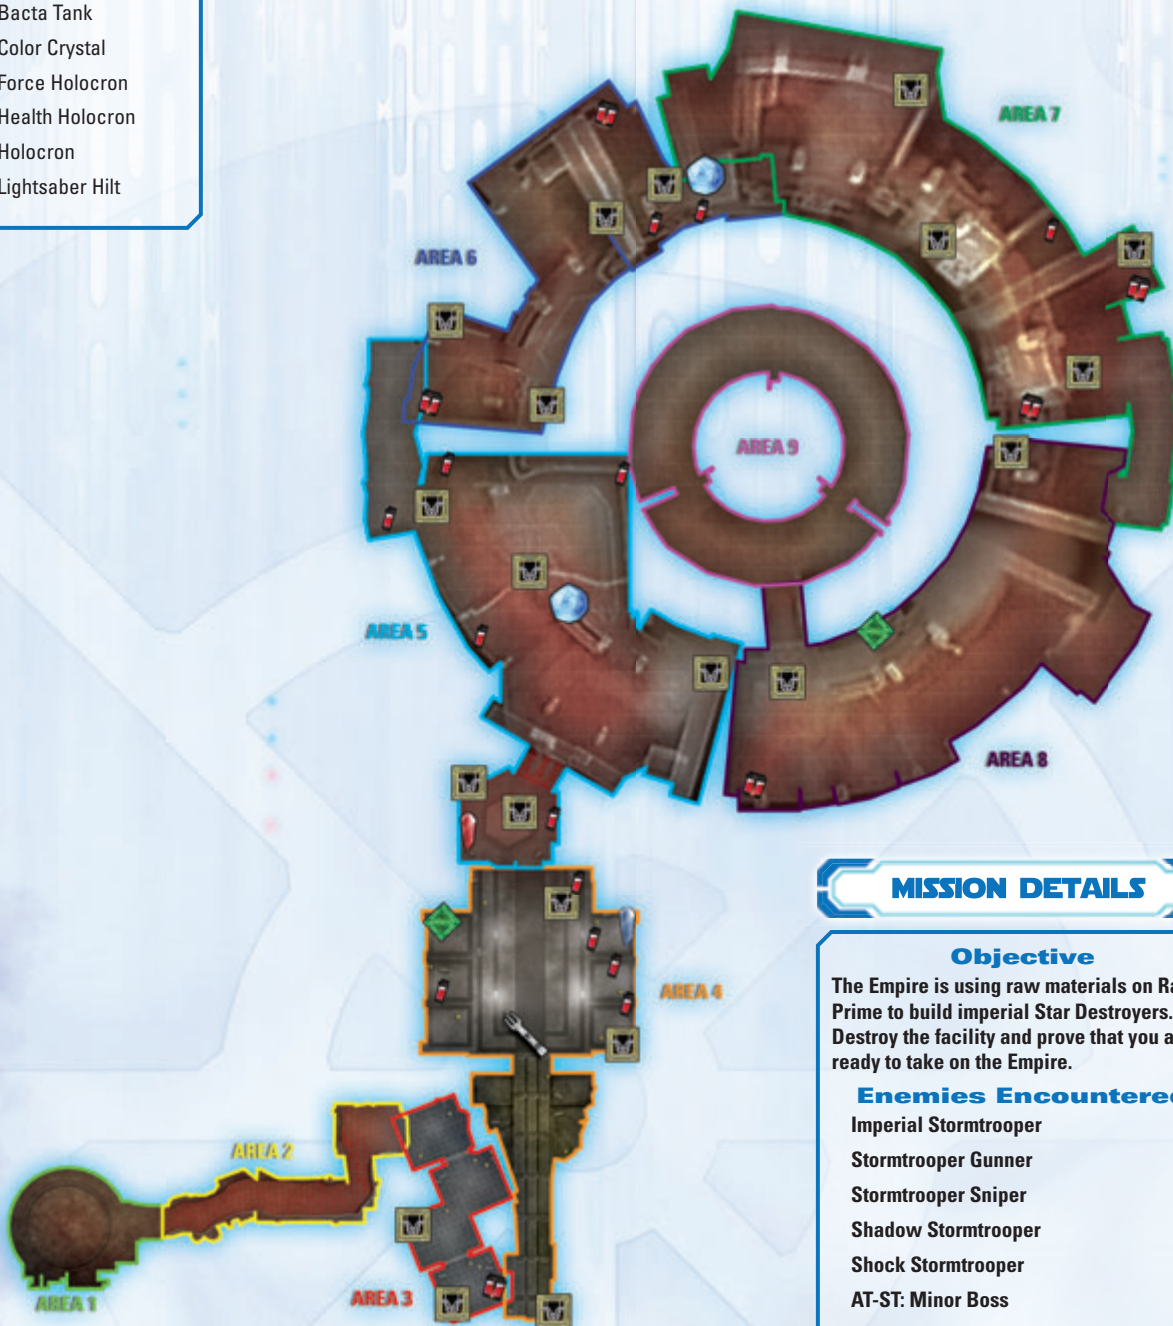 Bacta Tank
Color Crystal
Force Holocron
Health Holocron
Holocron
Lightsaber Hilt
AREA 7
AREA 6
AREA 9
AREA 5
AREA 8
MISSION DETAILS
Objective
The Empire is using raw materials on Ra
Prime to build imperial Star Destroyers.
Destroy the facility and prove that you a
ready to take on the Empire.
AREA 4
Enemies Encountere
Imperial Stormtrooper
AREA 2
Stormtrooper Gunner
Stormtrooper Sniper
Shadow Stormtrooper
Shock Stormtrooper
AREA 3
AREA 1
AT-ST: Minor Boss